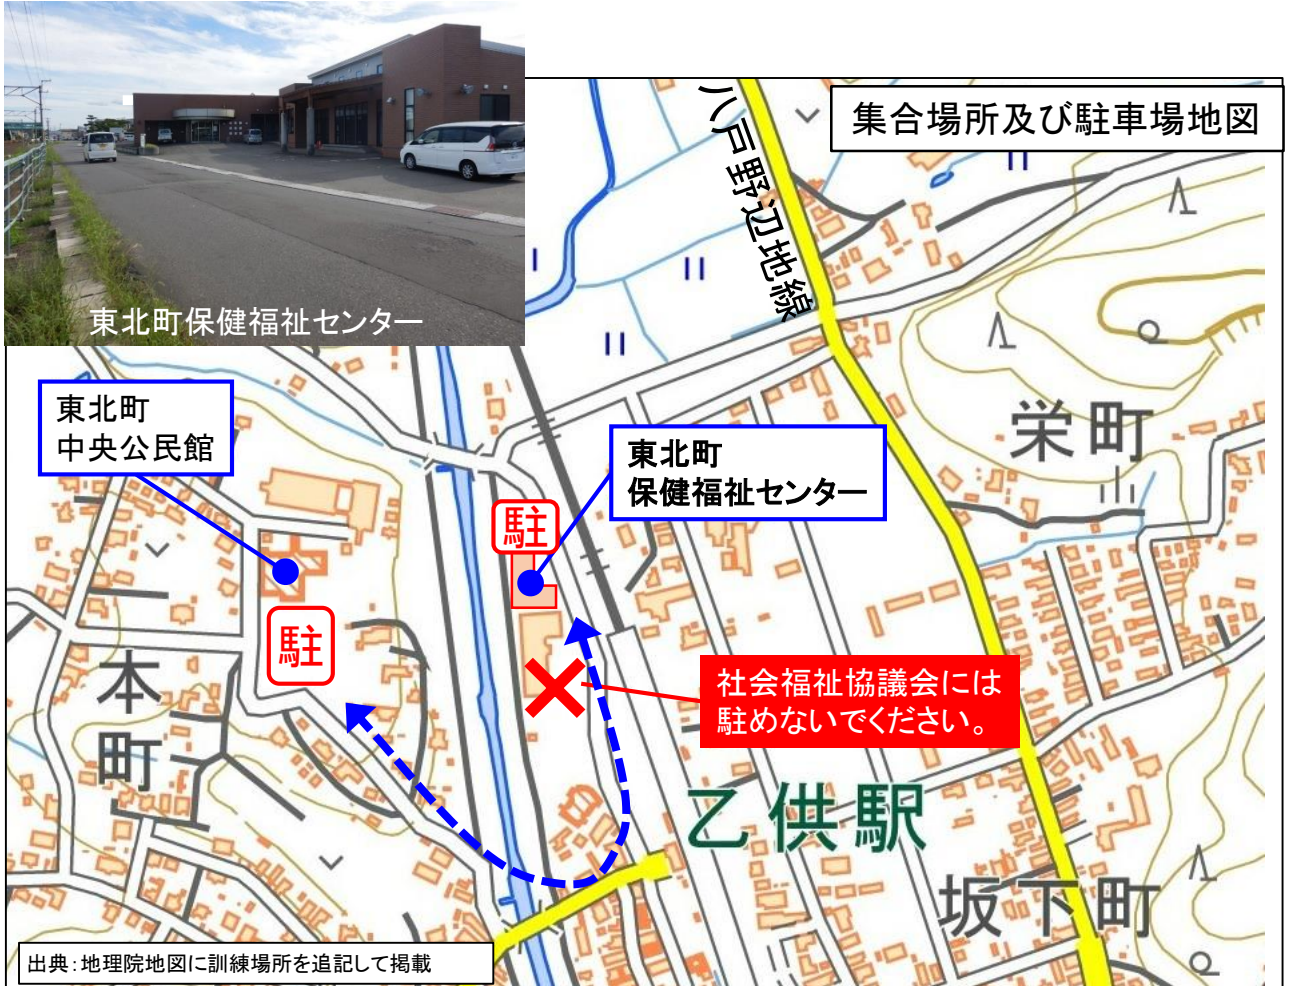 集合場所及び駐車場地図
八戸野辺地線
東北町保健福祉センター
東北町
中央公民館
東北町
保健福祉センター
栄町
駐
駐
本町
社会福祉協議会には
駐めないでください。
乙供駅
坂下町
出典：地理院地図に訓練場所を追記して掲載